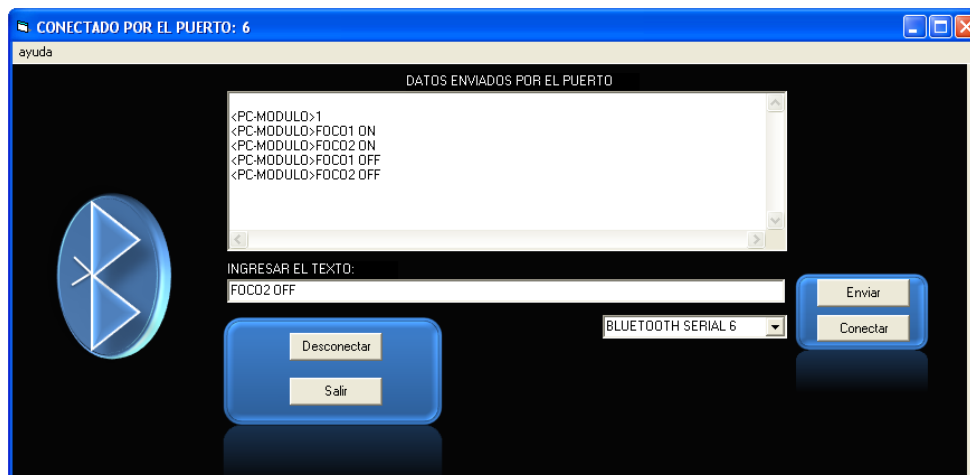 CONECTADO POR EL PUERTO: 6
ayuda
DATOS ENVIADOS POR EL PUERTO
<PC-MODULO>1
<PC-MODULO>FOCO1 ON
<PC-MODULO>FOCO2 ON
<PC-MODULO>FOCO1 OFF
<PC-MODULO>FOCO2 OFF
INGRESAR EL TEXTO:
FOCO2 OFF
Enviar
BLUETOOTH SERIAL 6
Conectar
Desconectar
Salir